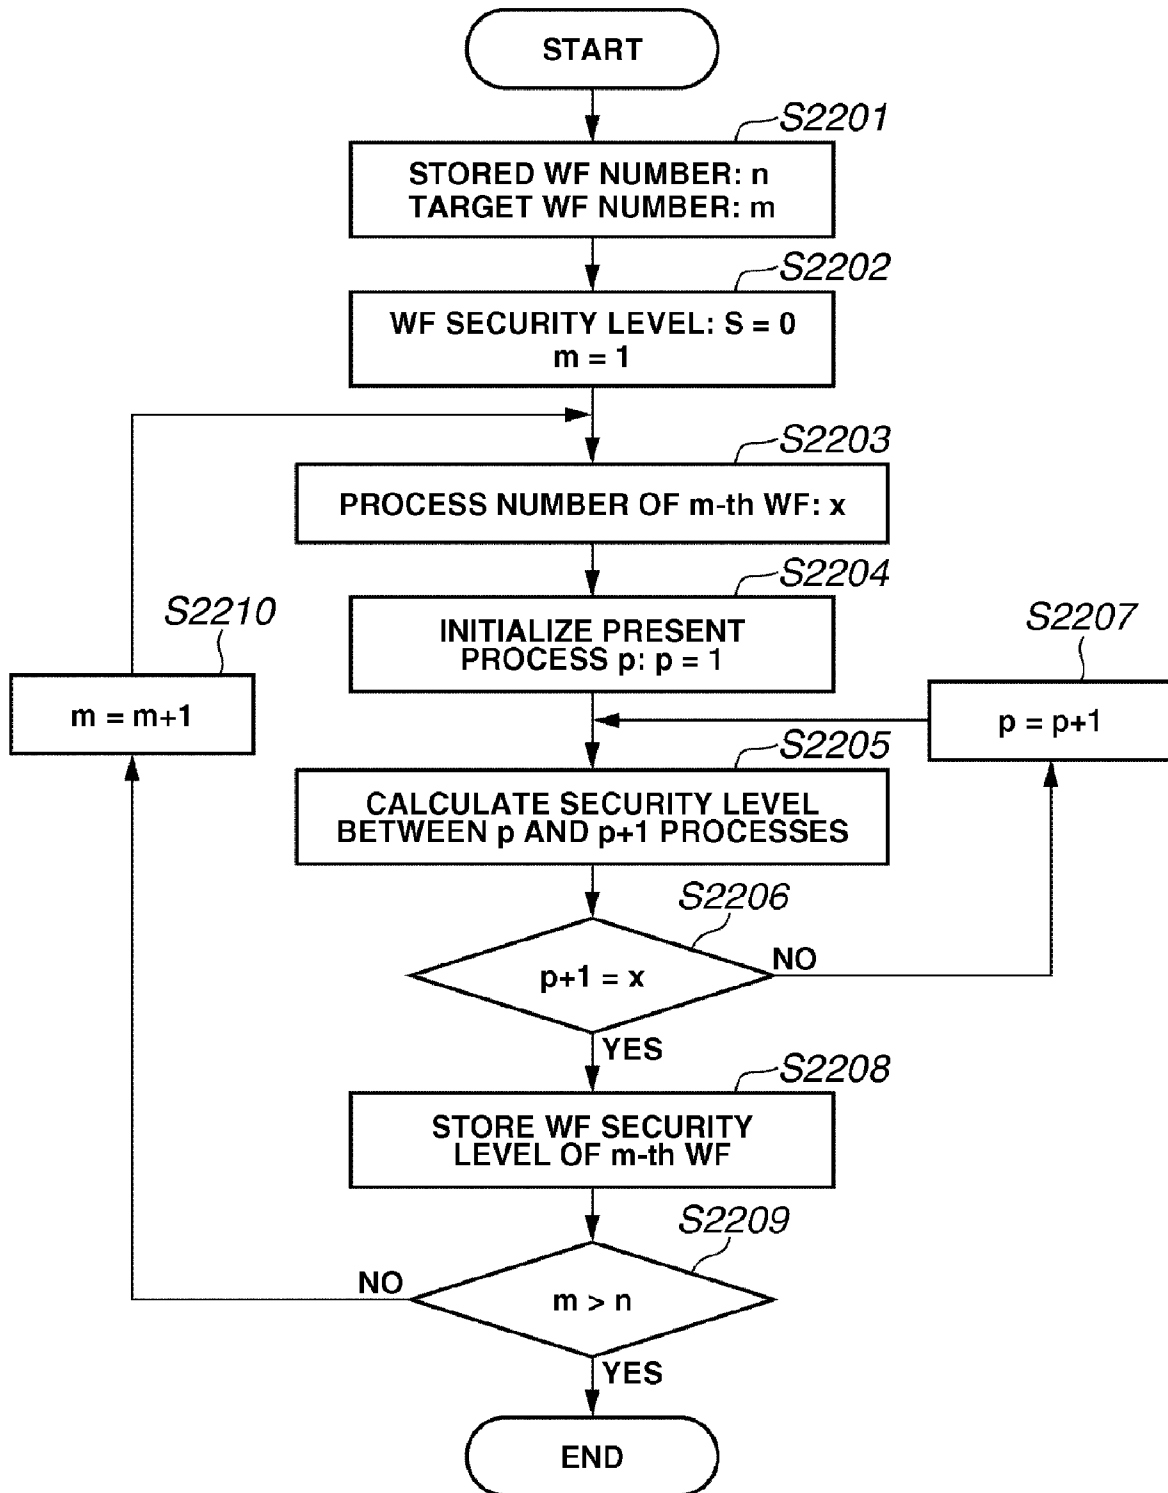 START
S2201
STORED WF NUMBER: n
TARGET WF NUMBER: m
S2202
WF SECURITY LEVEL: S = 0
m = 1
S2203
PROCESS NUMBER OF m-th WF: x
S2204
INITIALIZE PRESENT
PROCESS p: p = 1
S2210
m = m+1
S2207
p = p+1
S2205
CALCULATE SECURITY LEVEL
BETWEEN p AND p+1 PROCESSES
S2206
p+1 = x
NO
YES
S2208
STORE WF SECURITY
LEVEL OF m-th WF
S2209
NO
m > n
YES
END